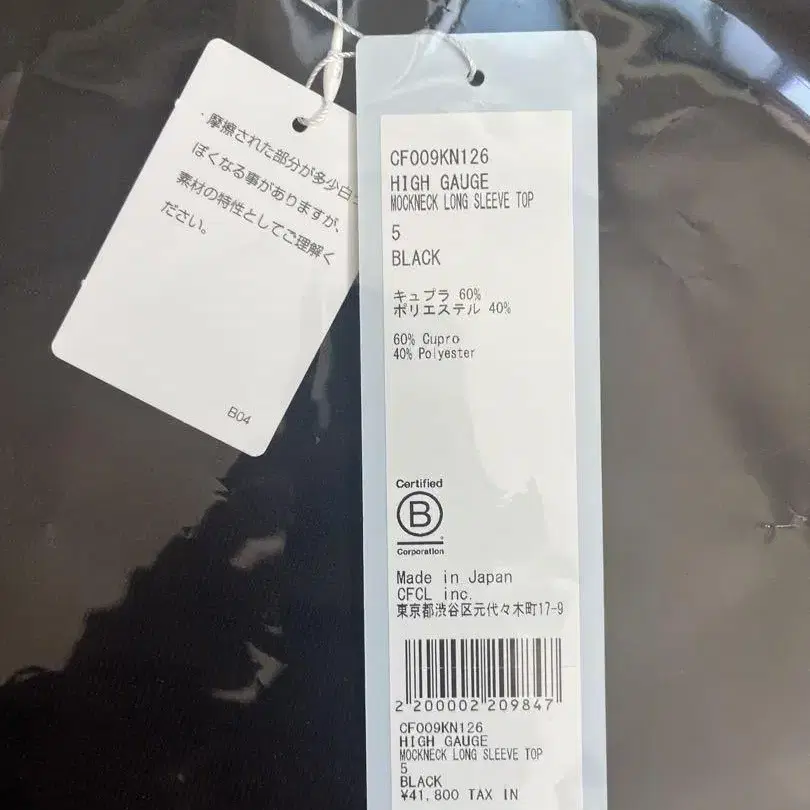 ・摩擦された部分が多少白っ
ぽくなる事がありますが、
素材の特性としてご理解く
ださい。
B04
CF009KN126
HIGH GAUGE
MOCKNECK LONG SLEEVE TOP
5
BLACK
キュプラ 60%
ポリエステル 40%
60% Cupro
40% Polyester
Certified
B
Corporation
Made in Japan
CFCL inc.
東京都渋谷区元代々木町17-9
2 200002 209847
CF009KN126
HIGH GAUGE
MOCKNECK LONG SLEEVE TOP
5
BLACK
¥41,800 TAX IN